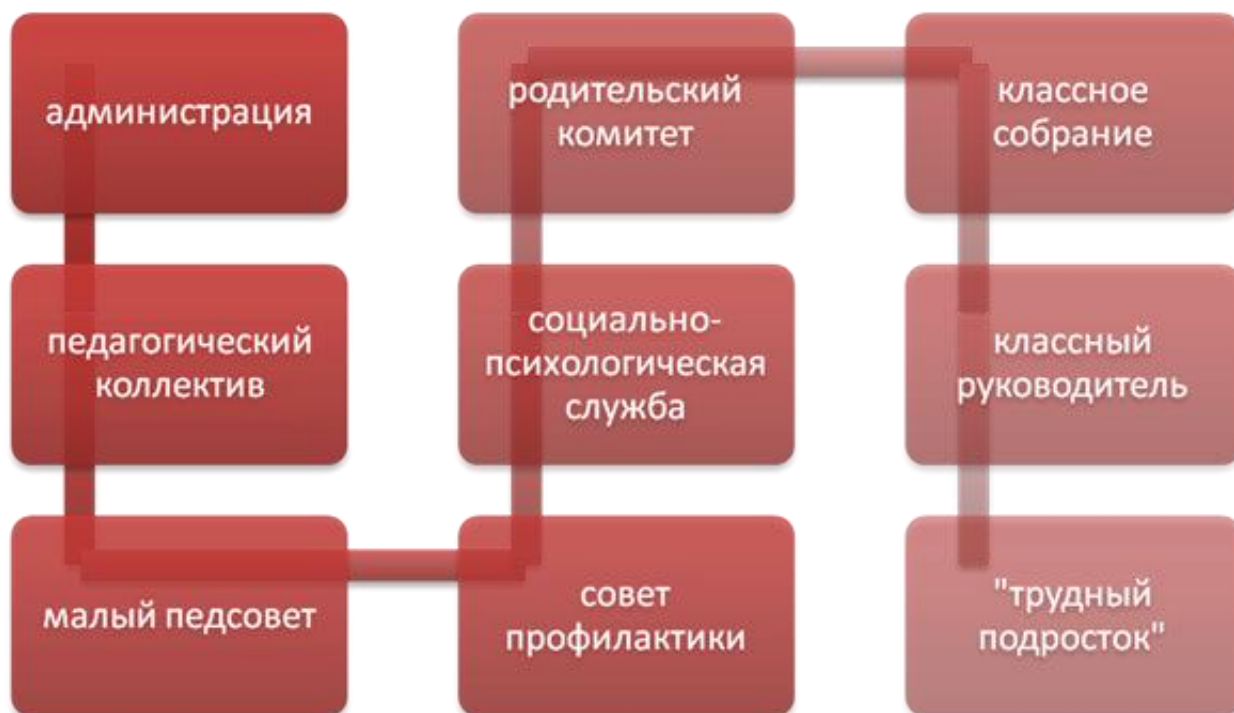 администрация
педагогический
коллектив
малый педсовет
совет
профилактики
социально-
психологическая
служба
родительский
комитет
классное
собрание
классный
руководитель
"трудный
подросток"